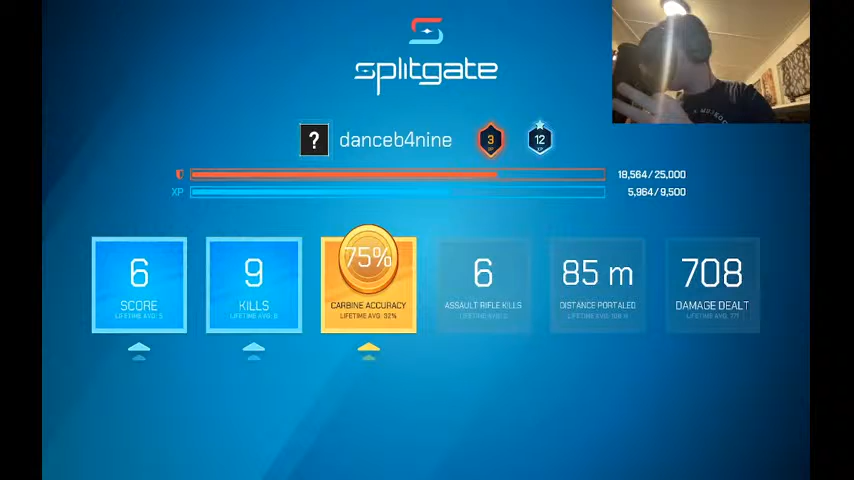 splitgate
?
danceb4nine
3
12
XP
18,564/25,000
XP
5,964/9,500
6
SCORE
LIFETIME AVG: 5
9
KILLS
75%
CARBINE ACCURACY
LIFETIME AVG: 32%
6
ASSAULT RIFLE KILLS
85 m
DISTANCE PORTALED
708
DAMAGE DEALT